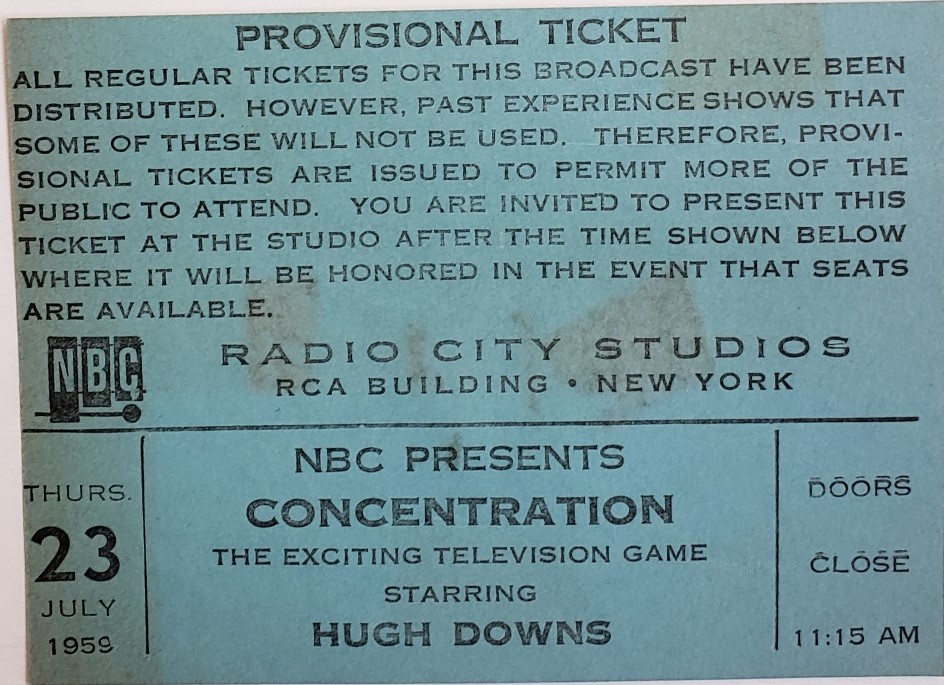 PROVISIONAL TICKET
ALL REGULAR TICKETS FOR THIS BROADCAST HAVE BEEN
DISTRIBUTED. HOWEVER, PAST EXPERIENCE SHOWS THAT
SOME OF THESE WILL NOT BE USED. THEREFORE, PROVI-
SIONAL TICKETS ARE ISSUED TO PERMIT MORE OF THE
PUBLIC TO ATTEND. YOU ARE INVITED TO PRESENT THIS
TICKET AT THE STUDIO AFTER THE TIME SHOWN BELOW
WHERE IT WILL BE HONORED IN THE EVENT THAT SEATS
ARE AVAILABLE.
NBC
RADIO CITY STUDIOS
RCA BUILDING • NEW YORK
THURS.
23
JULY
1959
NBC PRESENTS
CONCENTRATION
THE EXCITING TELEVISION GAME
STARRING
HUGH DOWNS
DOORS
CLOSE
11:15 AM